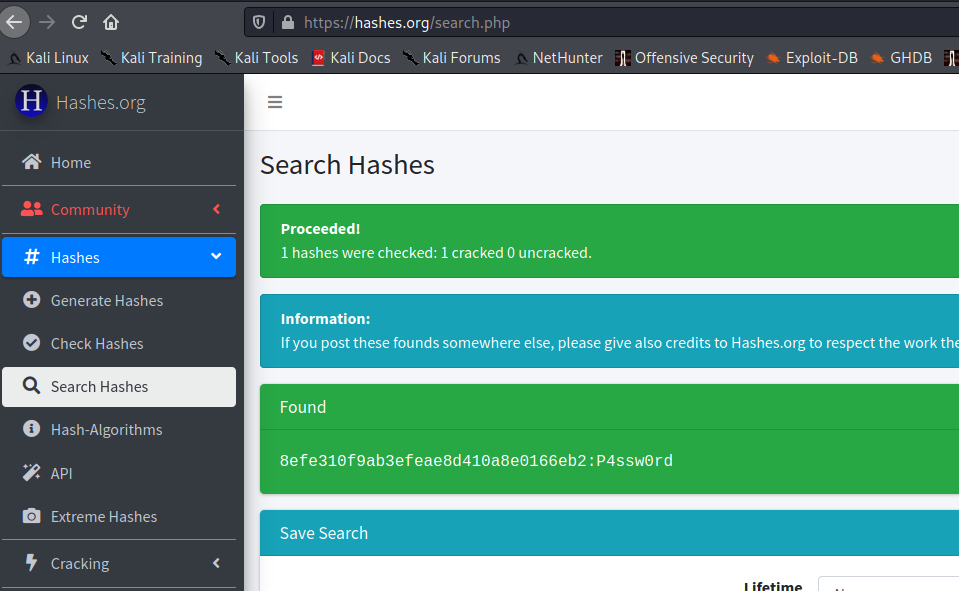 https://hashes.org/search.php
Kali Linux Kali Training Kali Tools Kali Docs Kali Forums NetHunter Offensive Security Exploit-DB GHDB
H Hashes.org
Home
Community
Hashes
Generate Hashes
Check Hashes
Search Hashes
Hash-Algorithms
API
Extreme Hashes
Cracking
Search Hashes
Proceeded!
1 hashes were checked: 1 cracked 0 uncracked.
Information:
If you post these founds somewhere else, please give also credits to Hashes.org to respect the work
Found
8efe310f9ab3efeae8d410a8e0166eb2:P4ssw0rd
Save Search
Lifetime